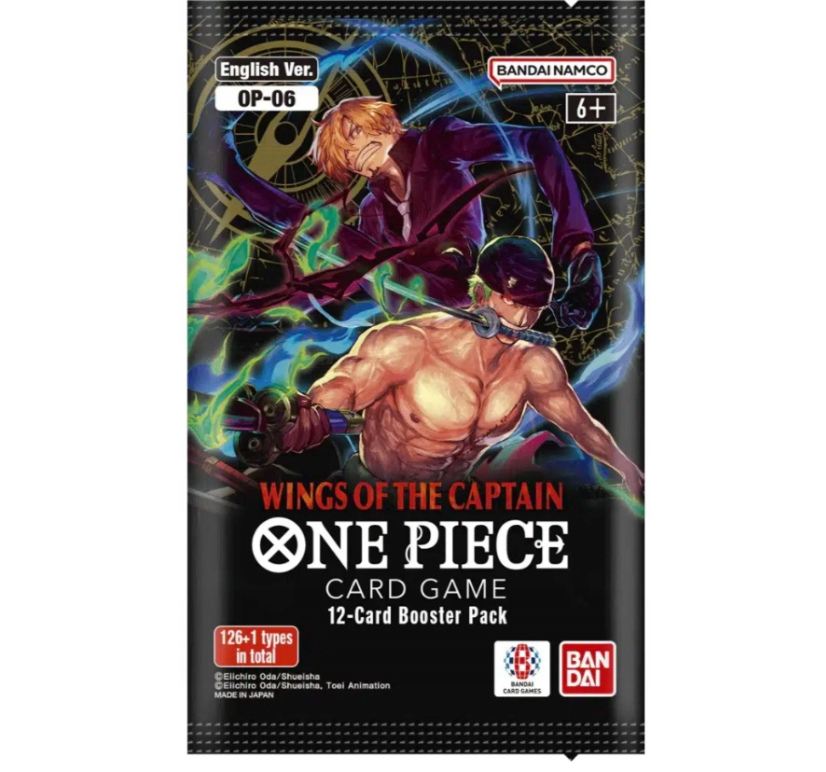 English Ver.
OP-06
BANDAI NAMCO
6+
WINGS OF THE CAPTAIN
ONE PIECE
CARD GAME
12-Card Booster Pack
126+1 types
in total
©Eiichiro Oda/Shueisha
©Eiichiro Oda/Shueisha, Toei Animation
MADE IN JAPAN
BANDAI
CARD GAMES
BAN
DAI